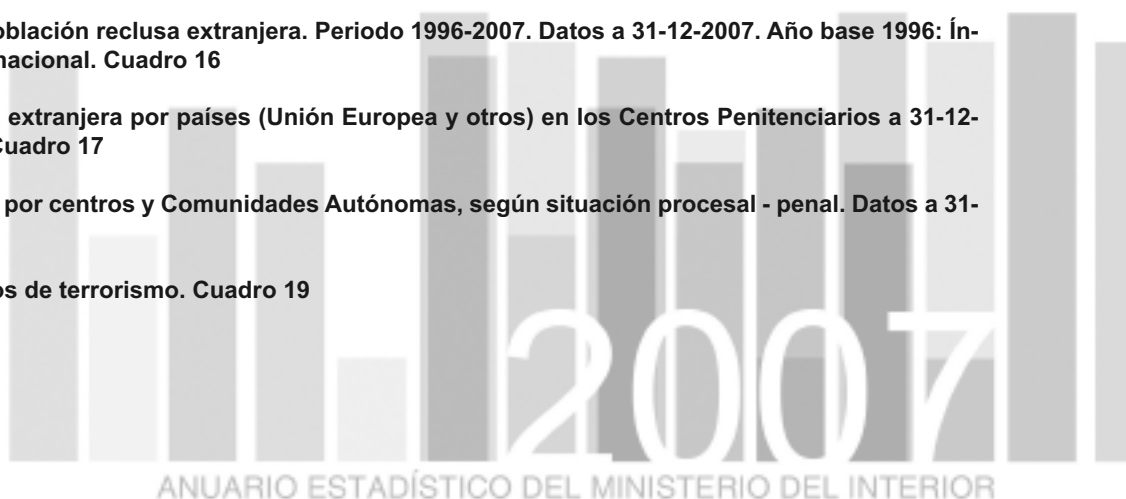 oblación reclusa extranjera. Periodo 1996-2007. Datos a 31-12-2007. Año base 1996: Ín-
nacional. Cuadro 16
extranjera por países (Unión Europea y otros) en los Centros Penitenciarios a 31-12-
Cuadro 17
por centros y Comunidades Autónomas, según situación procesal - penal. Datos a 31-
os de terrorismo. Cuadro 19
2007
ANUARIO ESTADÍSTICO DEL MINISTERIO DEL INTERIOR